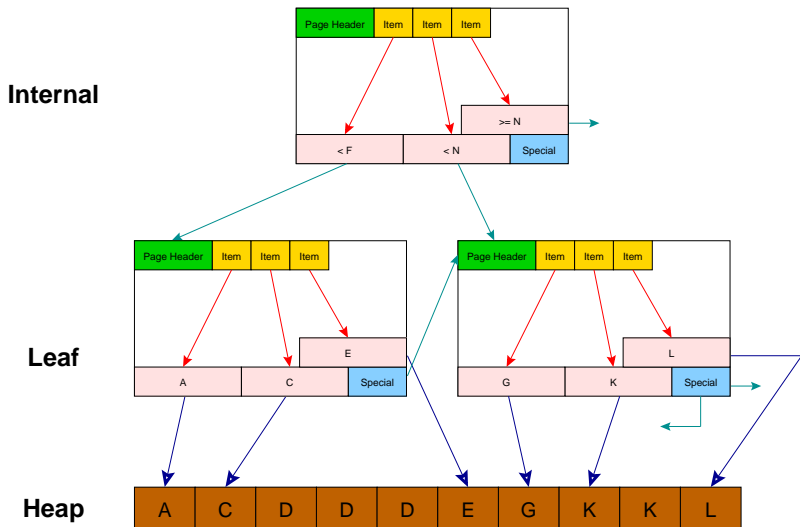 Page Header Item Item Item
Internal
>= N
< F < N Special
Page Header Item Item Item Page Header Item Item Item
Leaf
E L
A C Special G K Special
Heap A C D D D E G K K L